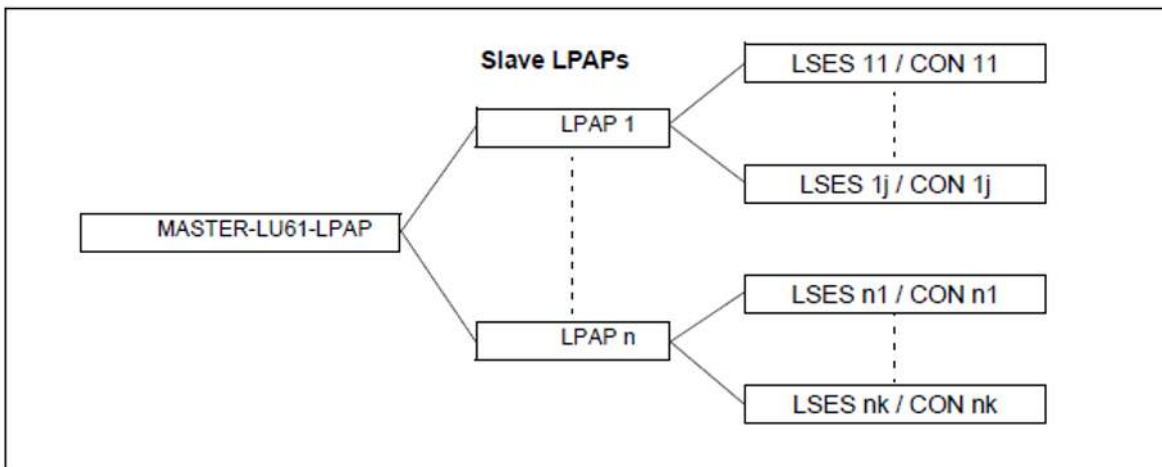 Slave LPAPs
LSES 11 / CON 11
LPAP 1
LSES 1j / CON 1j
MASTER-LU61-LPAP
LSES n1 / CON n1
LPAP n
LSES nk / CON nk